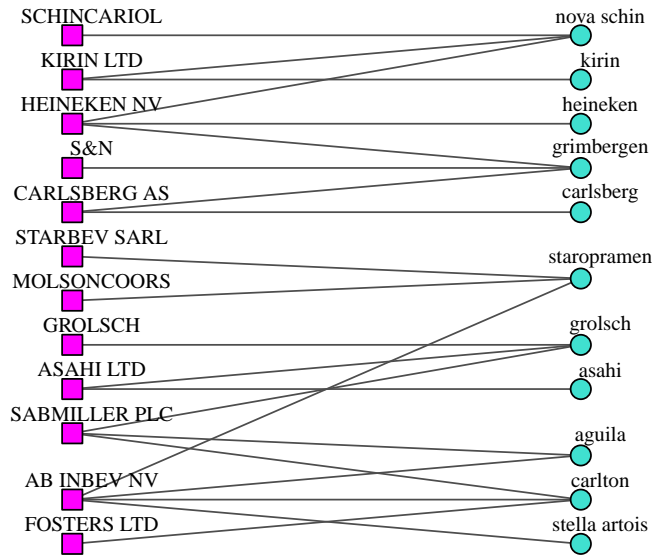 SCHINCARIOL
nova schin
KIRIN LTD
kirin
HEINEKEN NV
heineken
S&N
grimbergen
CARLSBERG AS
carlsberg
STARBEV SARL
staropramen
MOLSONCOORS
GROLSCH
grolsch
ASAHI LTD
asahi
SABMILLER PLC
aguila
AB INBEV NV
carlton
FOSTERS LTD
stella artois